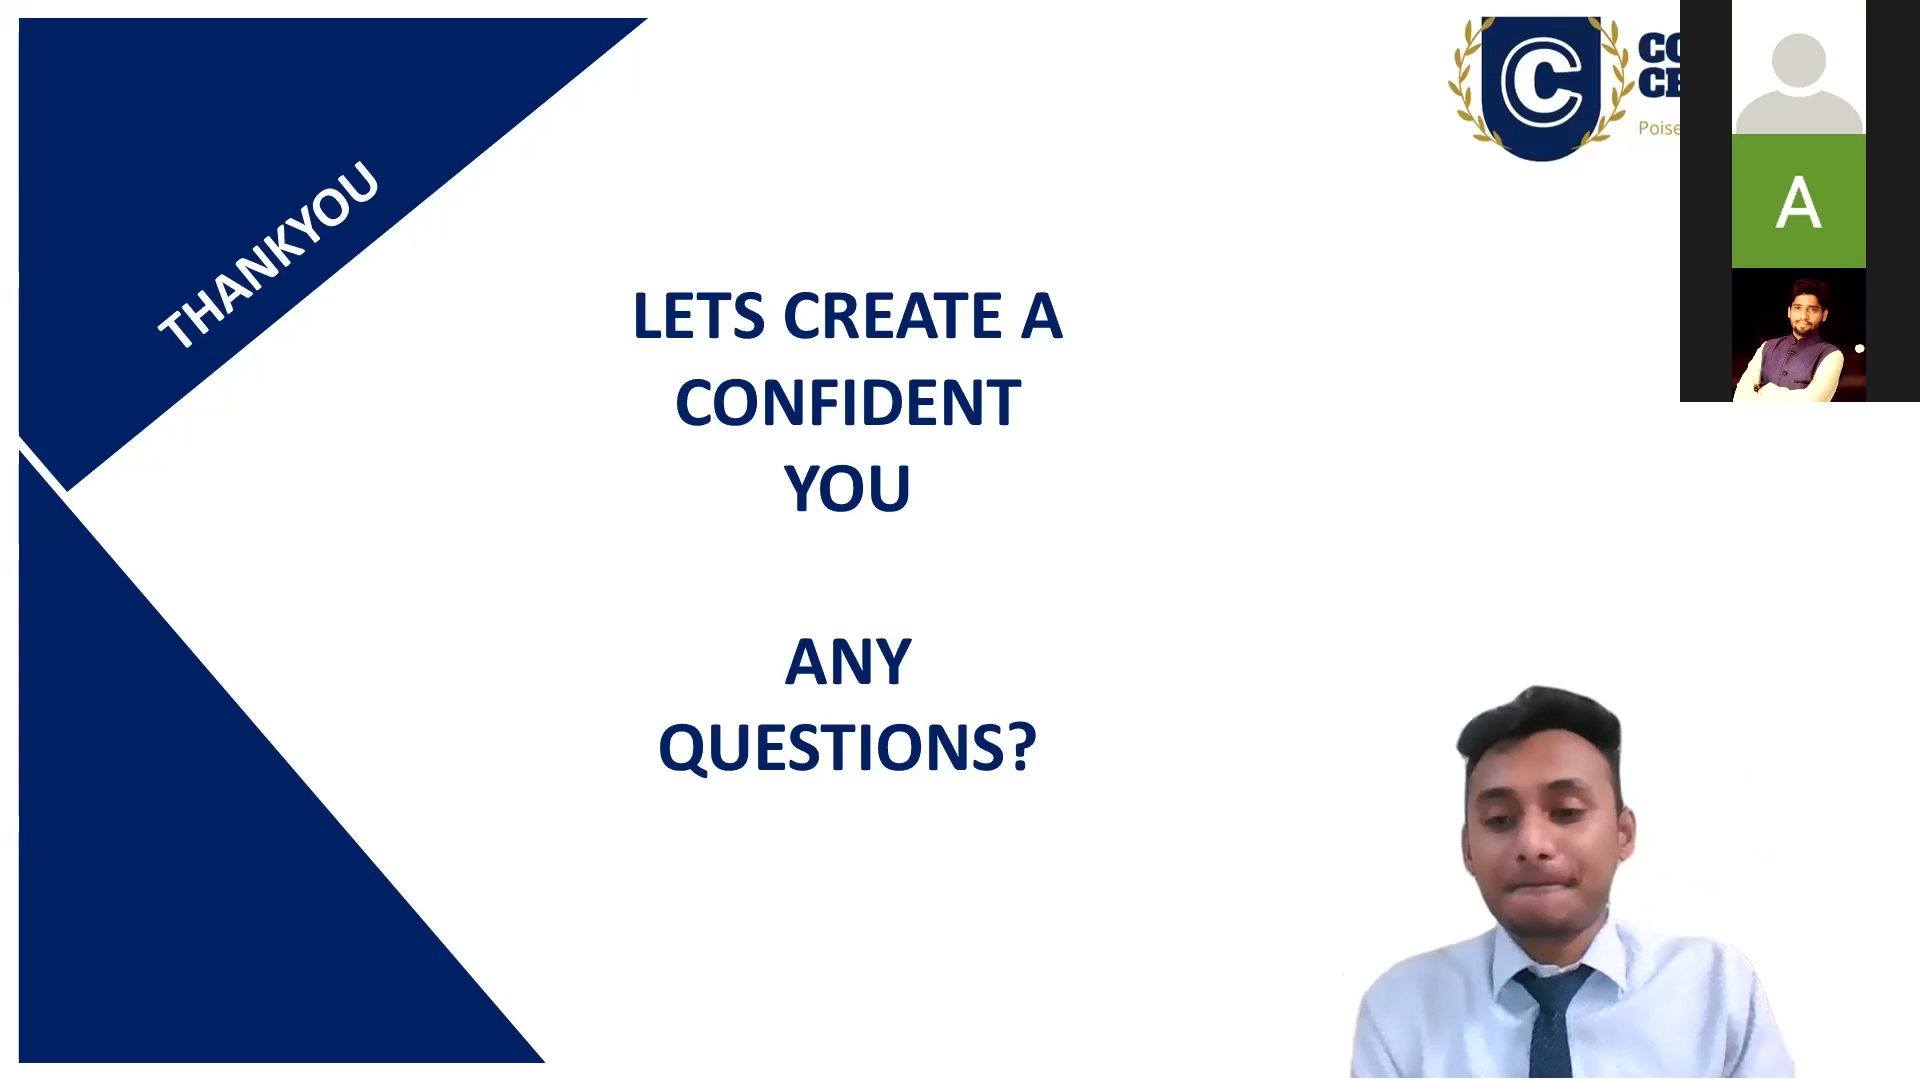 THANKYOU
C
LETS CREATE A
CONFIDENT
YOU
ANY
QUESTIONS?
A